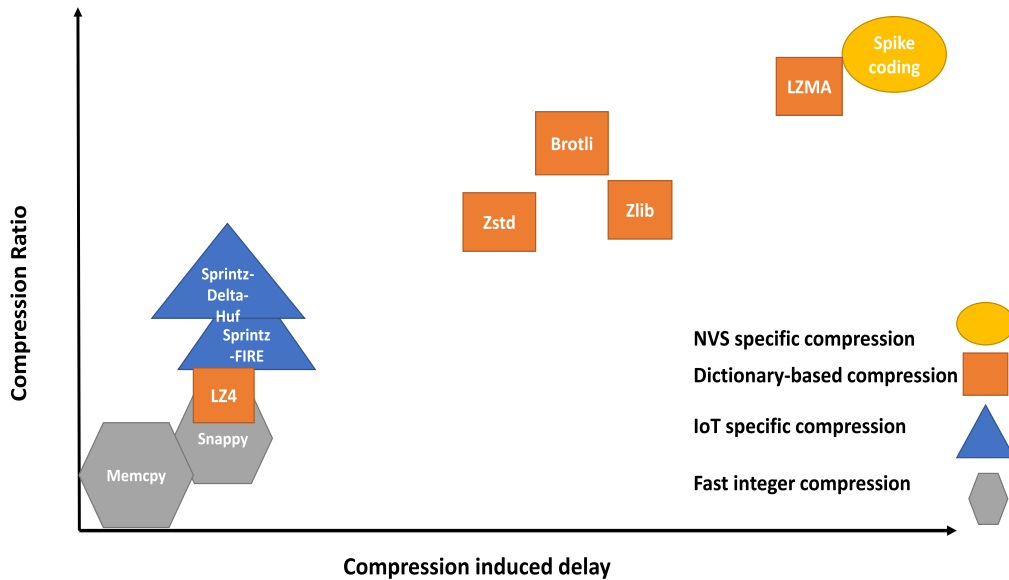 Spike
coding
LZMA
Brotli
Zstd
Zlib
Compression Ratio
Sprintz-
Delta-
Huf
Sprintz
-FIRE
LZ4
Snappy
Memcpy
NVS specific compression
Dictionary-based compression
IoT specific compression
Fast integer compression
Compression induced delay